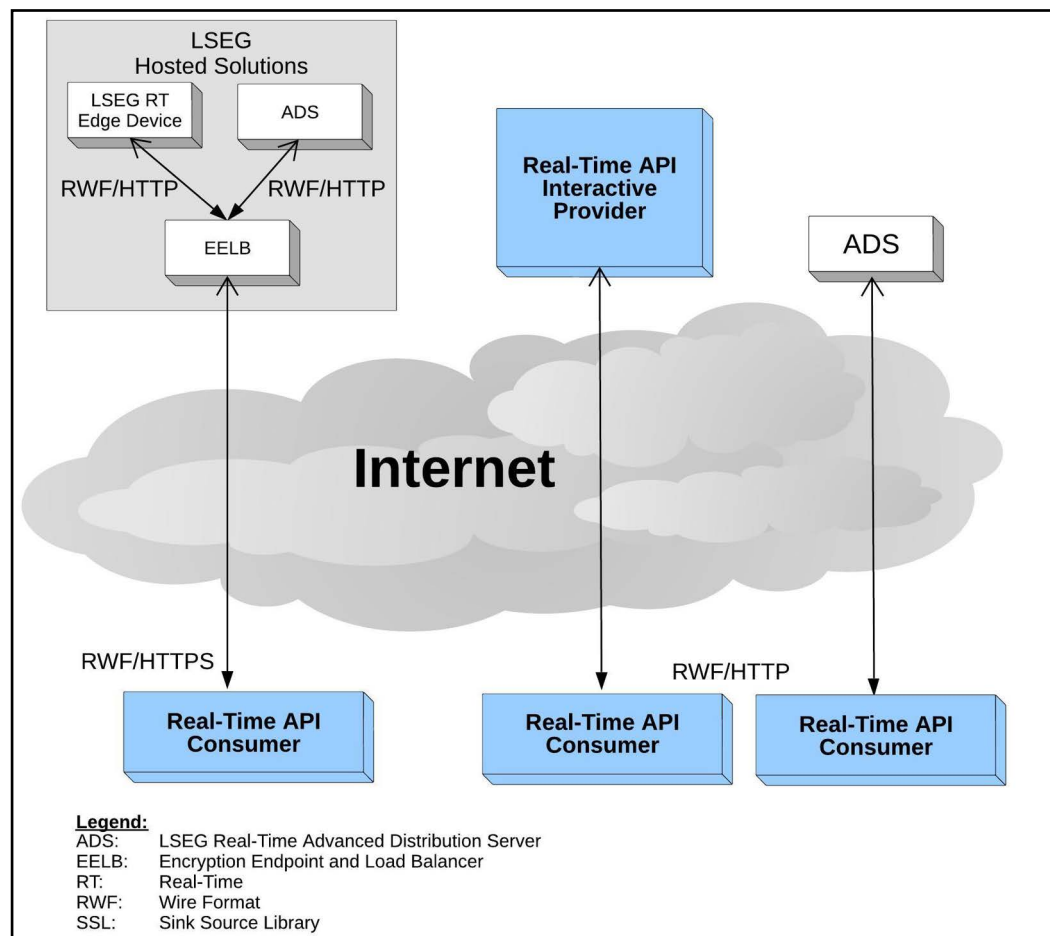 LSEG
Hosted Solutions
LSEG RT
Edge Device
ADS
RWF/HTTP
RWF/HTTP
EELB
Real-Time API
Interactive
Provider
ADS
Internet
RWF/HTTPS
RWF/HTTP
Real-Time API
Consumer
Real-Time API
Consumer
Real-Time API
Consumer
Legend:
ADS: LSEG Real-Time Advanced Distribution Server
EELB: Encryption Endpoint and Load Balancer
RT: Real-Time
RWF: Wire Format
SSL: Sink Source Library